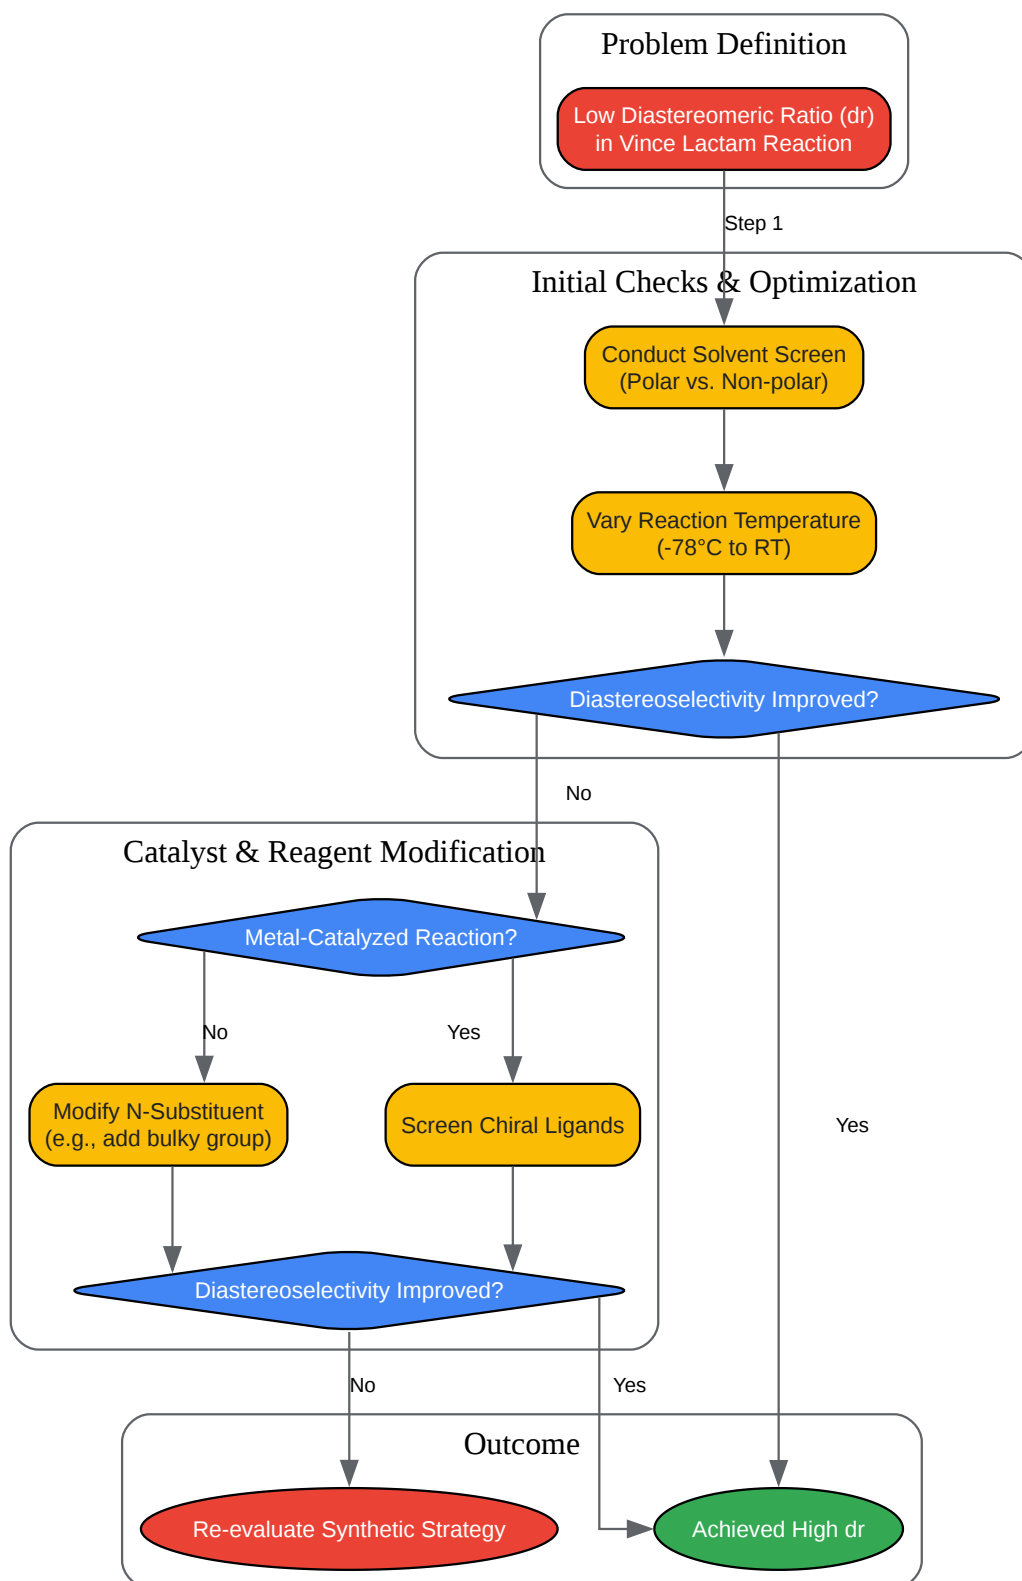 Problem Definition
Low Diastereomeric Ratio (dr)
in Vince Lactam Reaction
Step 1
Initial Checks & Optimization
Conduct Solvent Screen
(Polar vs. Non-polar)
Vary Reaction Temperature
(-78°C to RT)
Diastereoselectivity Improved?
No
Catalyst & Reagent Modification
Metal-Catalyzed Reaction?
No
Yes
Modify N-Substituent
(e.g., add bulky group)
Screen Chiral Ligands
Yes
Diastereoselectivity Improved?
No
Yes
Outcome
Re-evaluate Synthetic Strategy
Achieved High dr